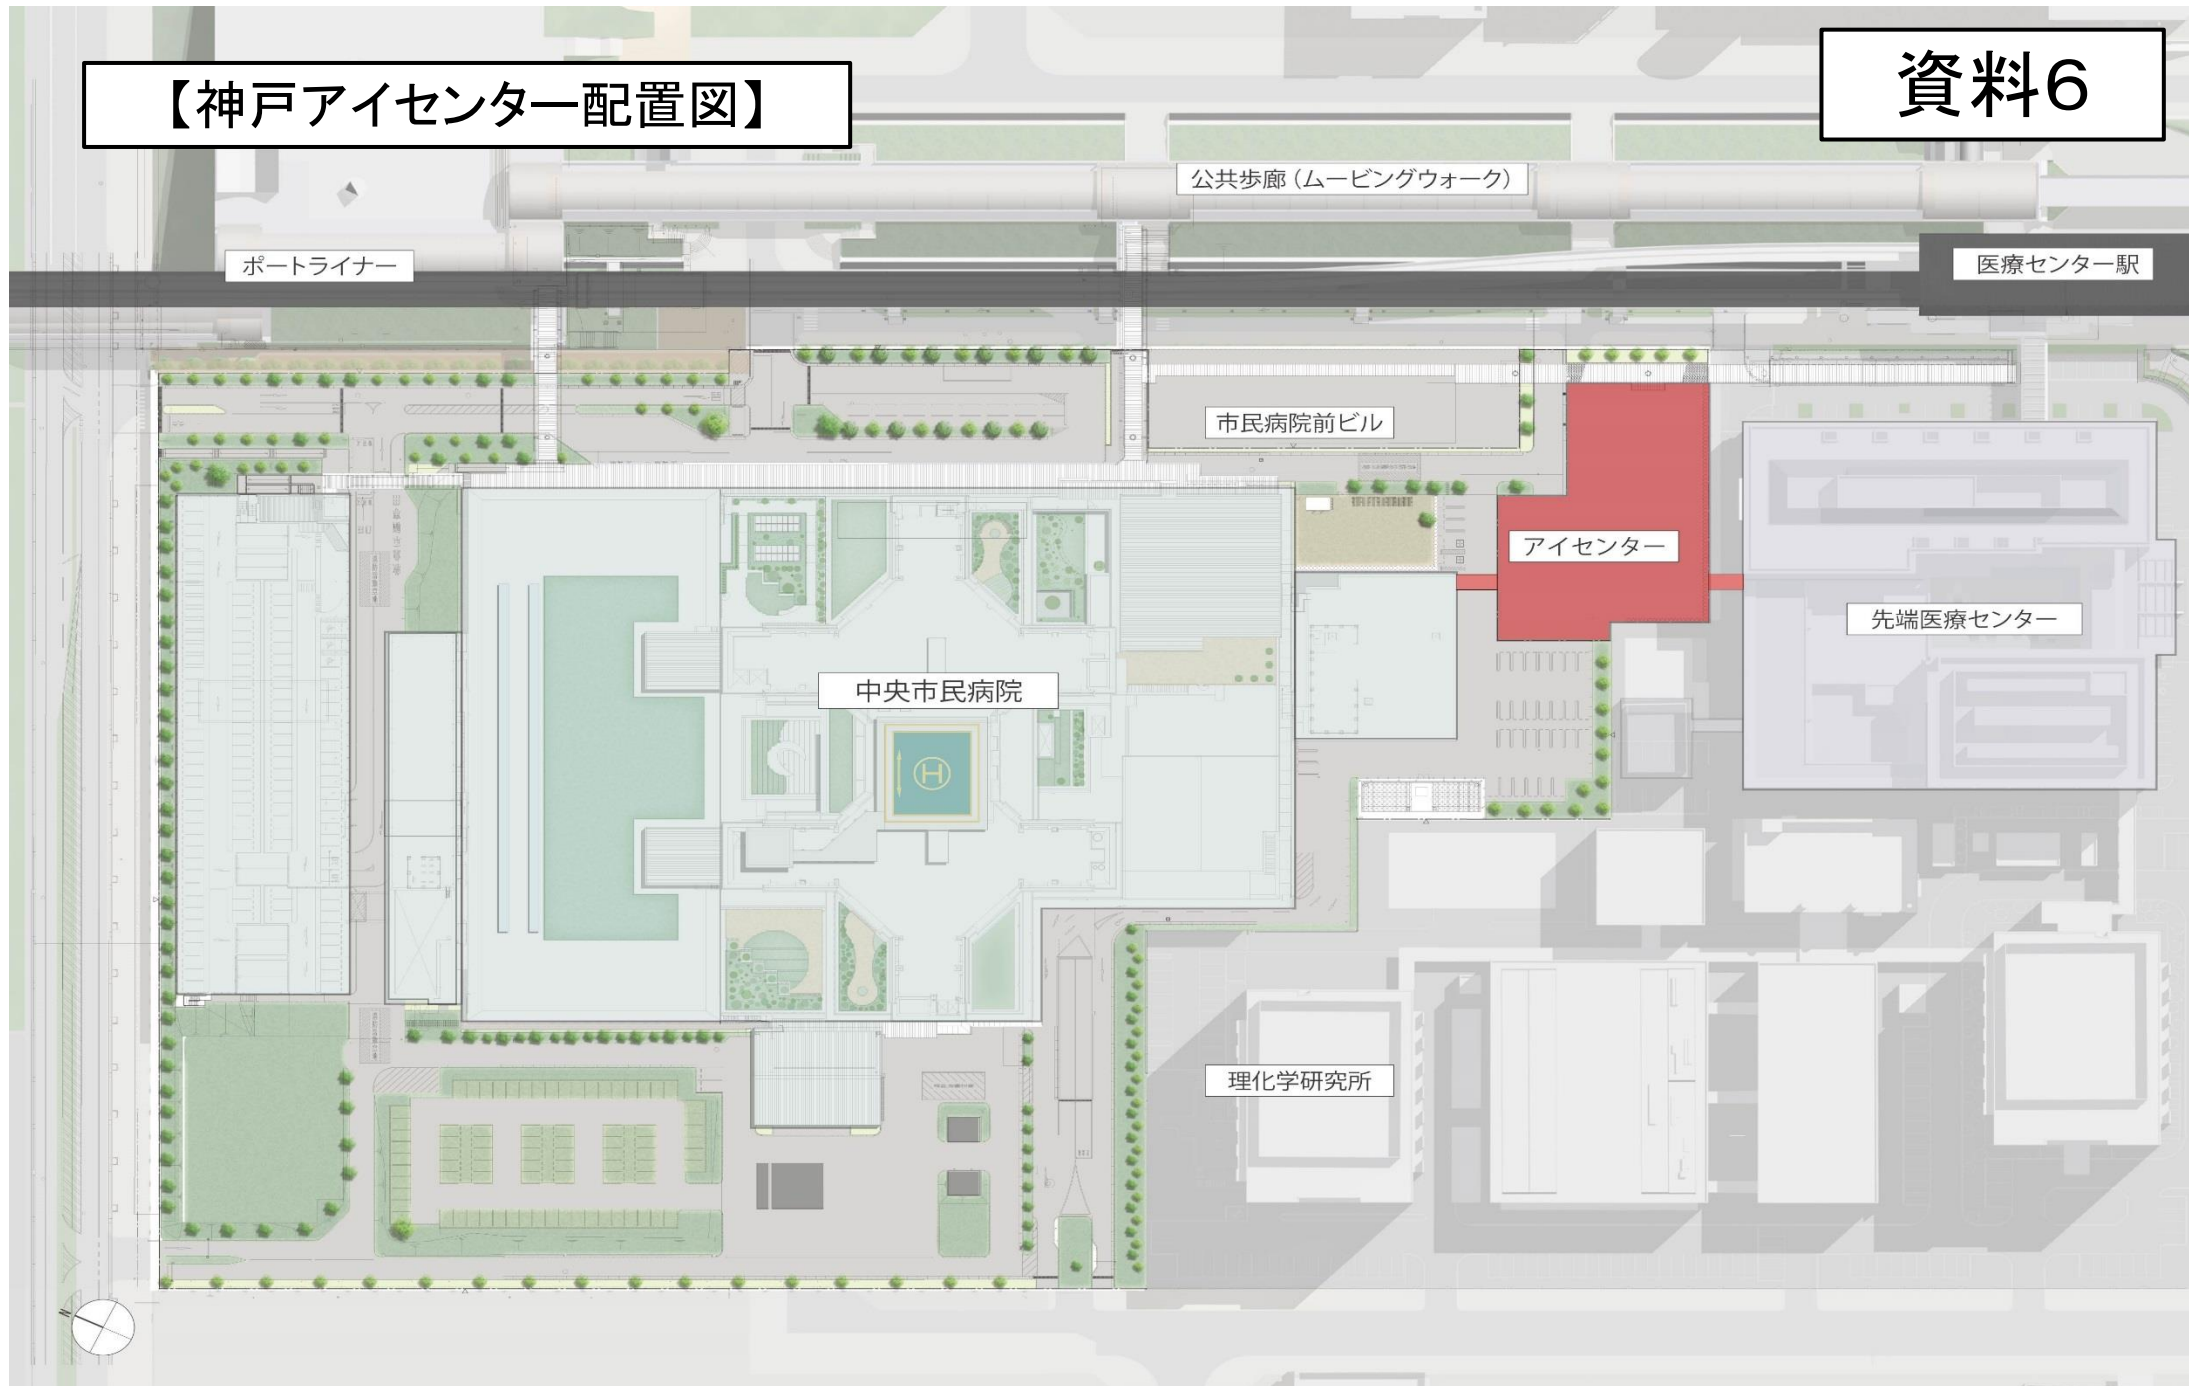 【神戸アイセンター配置図】
資料6
公共歩廊（ムービングウォーク）
ポートライナー
医療センター駅
市民病院前ビル
アイセンター
先端医療センター
中央市民病院
H
理化学研究所
N